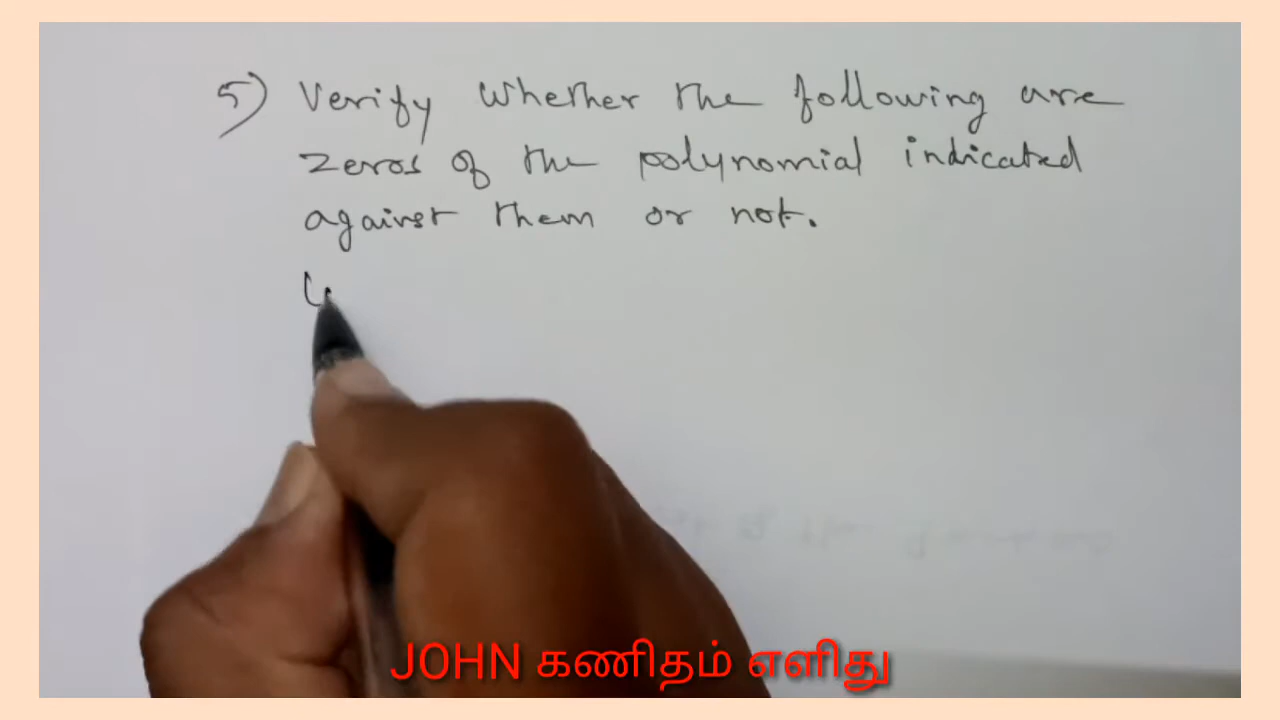 5) Verify whether the following are
zeros of the polynomial indicated
against them or not.
JOHN கணிதம் எளிது